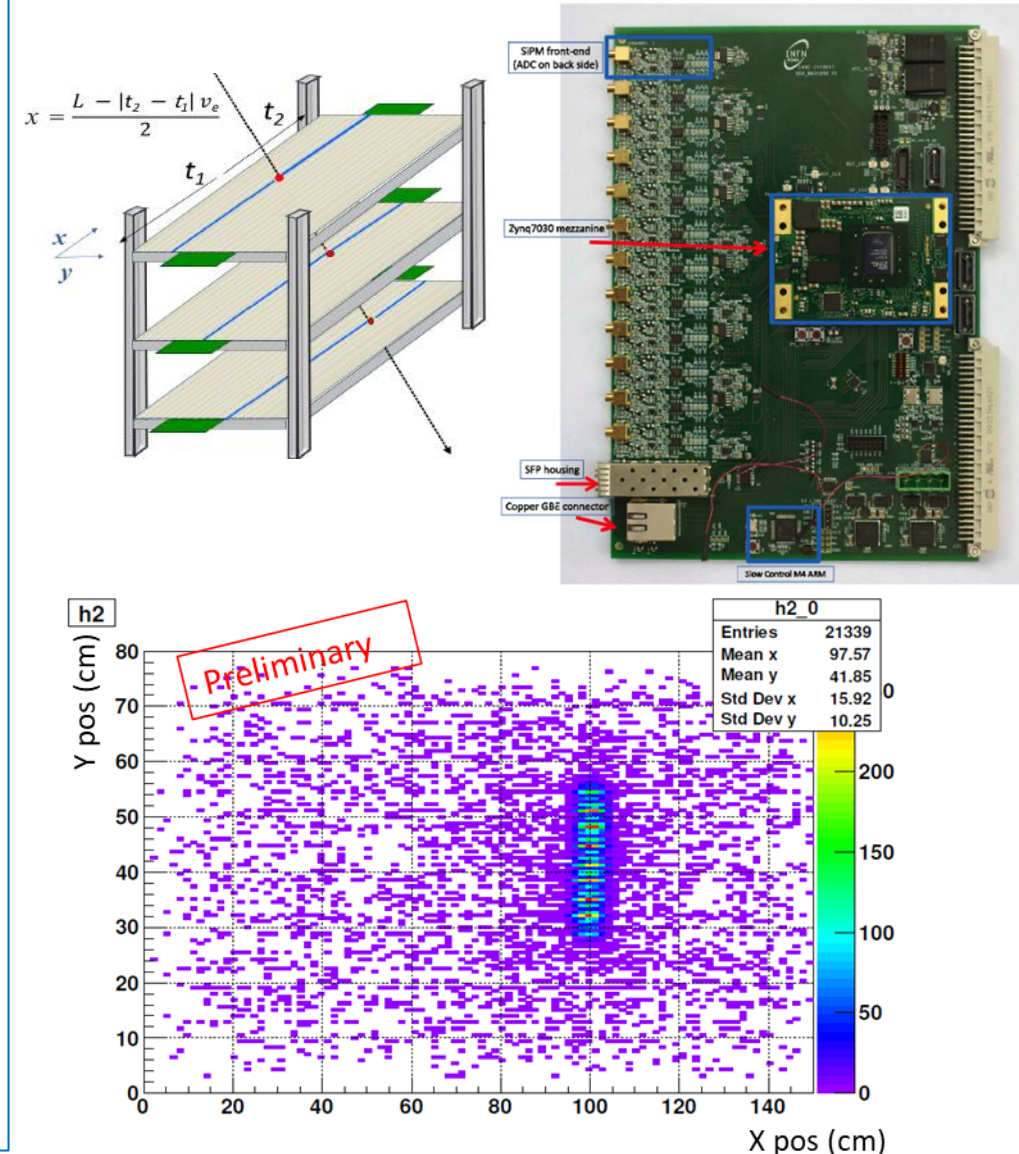 x = (L − |t₂ − t₁| vₑ) / 2
t₂
t₁
x
y
SiPM front-end
(ADC on back side)
INFN
Zynq7030 mezzanine
SFP housing
Copper GBE connector
Slow Control M4 ARM
h2
Preliminary
h2_0
Entries 21339
Mean x 97.57
Mean y 41.85
Std Dev x 15.92
Std Dev y 10.25
Y pos (cm)
80
70
60
50
40
30
20
10
0
0 20 40 60 80 100 120 140
X pos (cm)
0
200
150
100
50
0